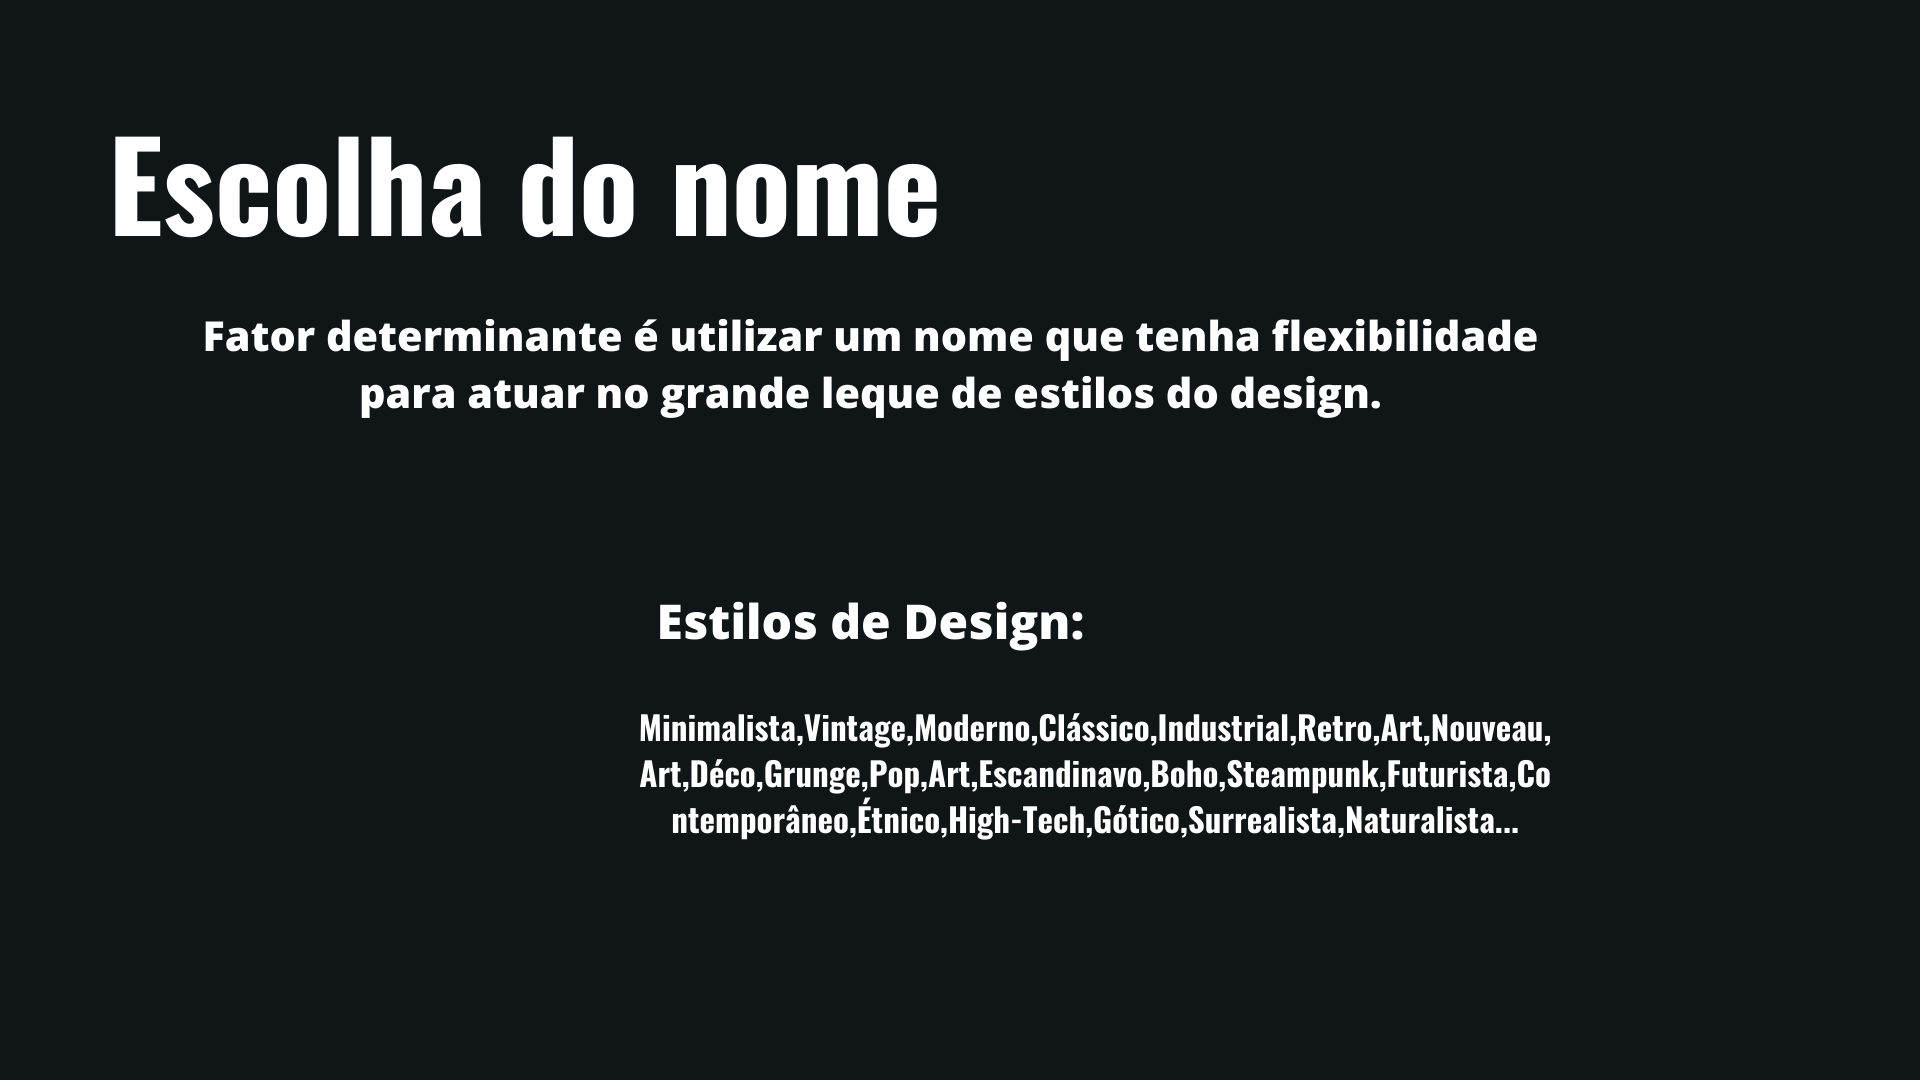 Escolha do nome
Fator determinante é utilizar um nome que tenha flexibilidade
para atuar no grande leque de estilos do design.
Estilos de Design:
Minimalista,Vintage,Moderno,Clássico,Industrial,Retro,Art,Nouveau,
Art,Déco,Grunge,Pop,Art,Escandinavo,Boho,Steampunk,Futurista,Co
ntemporâneo,Étnico,High-Tech,Gótico,Surrealista,Naturalista...